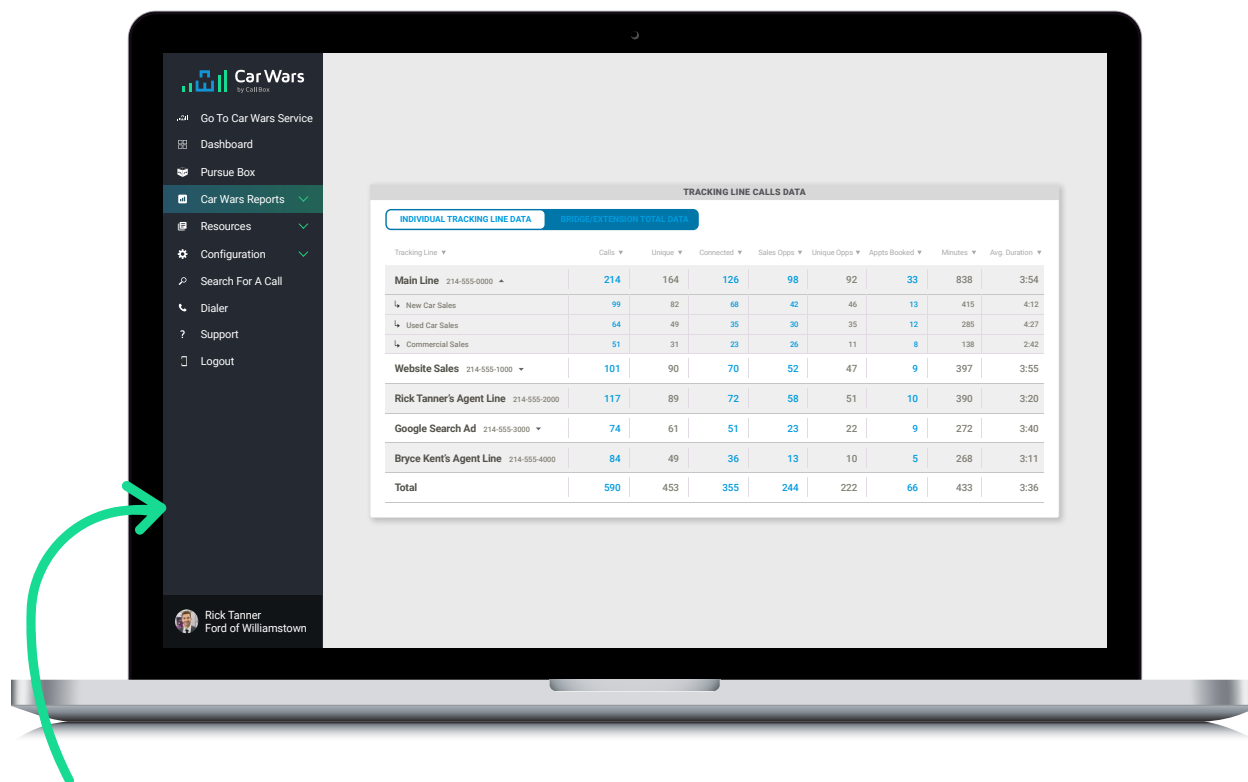 Car Wars
by CallBox
Go To Car Wars Service
Dashboard
Pursue Box
Car Wars Reports
Resources
Configuration
Search For A Call
Dialer
? Support
Logout
Rick Tanner
Ford of Williamstown
TRACKING LINE CALLS DATA
INDIVIDUAL TRACKING LINE DATA BRIDGE/EXTENSION TOTAL DATA
Tracking Line ▼ Calls ▼ Unique ▼ Connected ▼ Sales Opps ▼ Unique Opps ▼ Appts Booked ▼ Minutes ▼ Avg. Duration ▼
Main Line 214-555-0000 ▲ 214 164 126 98 92 33 838 3:54
↳ New Car Sales 99 82 68 42 46 13 415 4:12
↳ Used Car Sales 64 49 35 30 35 12 285 4:27
↳ Commercial Sales 51 31 23 26 11 8 138 2:42
Website Sales 214-555-1000 ▼ 101 90 70 52 47 9 397 3:55
Rick Tanner's Agent Line 214-555-2000 117 89 72 58 51 10 390 3:20
Google Search Ad 214-555-3000 ▼ 74 61 51 23 22 9 272 3:40
Bryce Kent's Agent Line 214-555-4000 84 49 36 13 10 5 268 3:11
Total 590 453 355 244 222 66 433 3:36